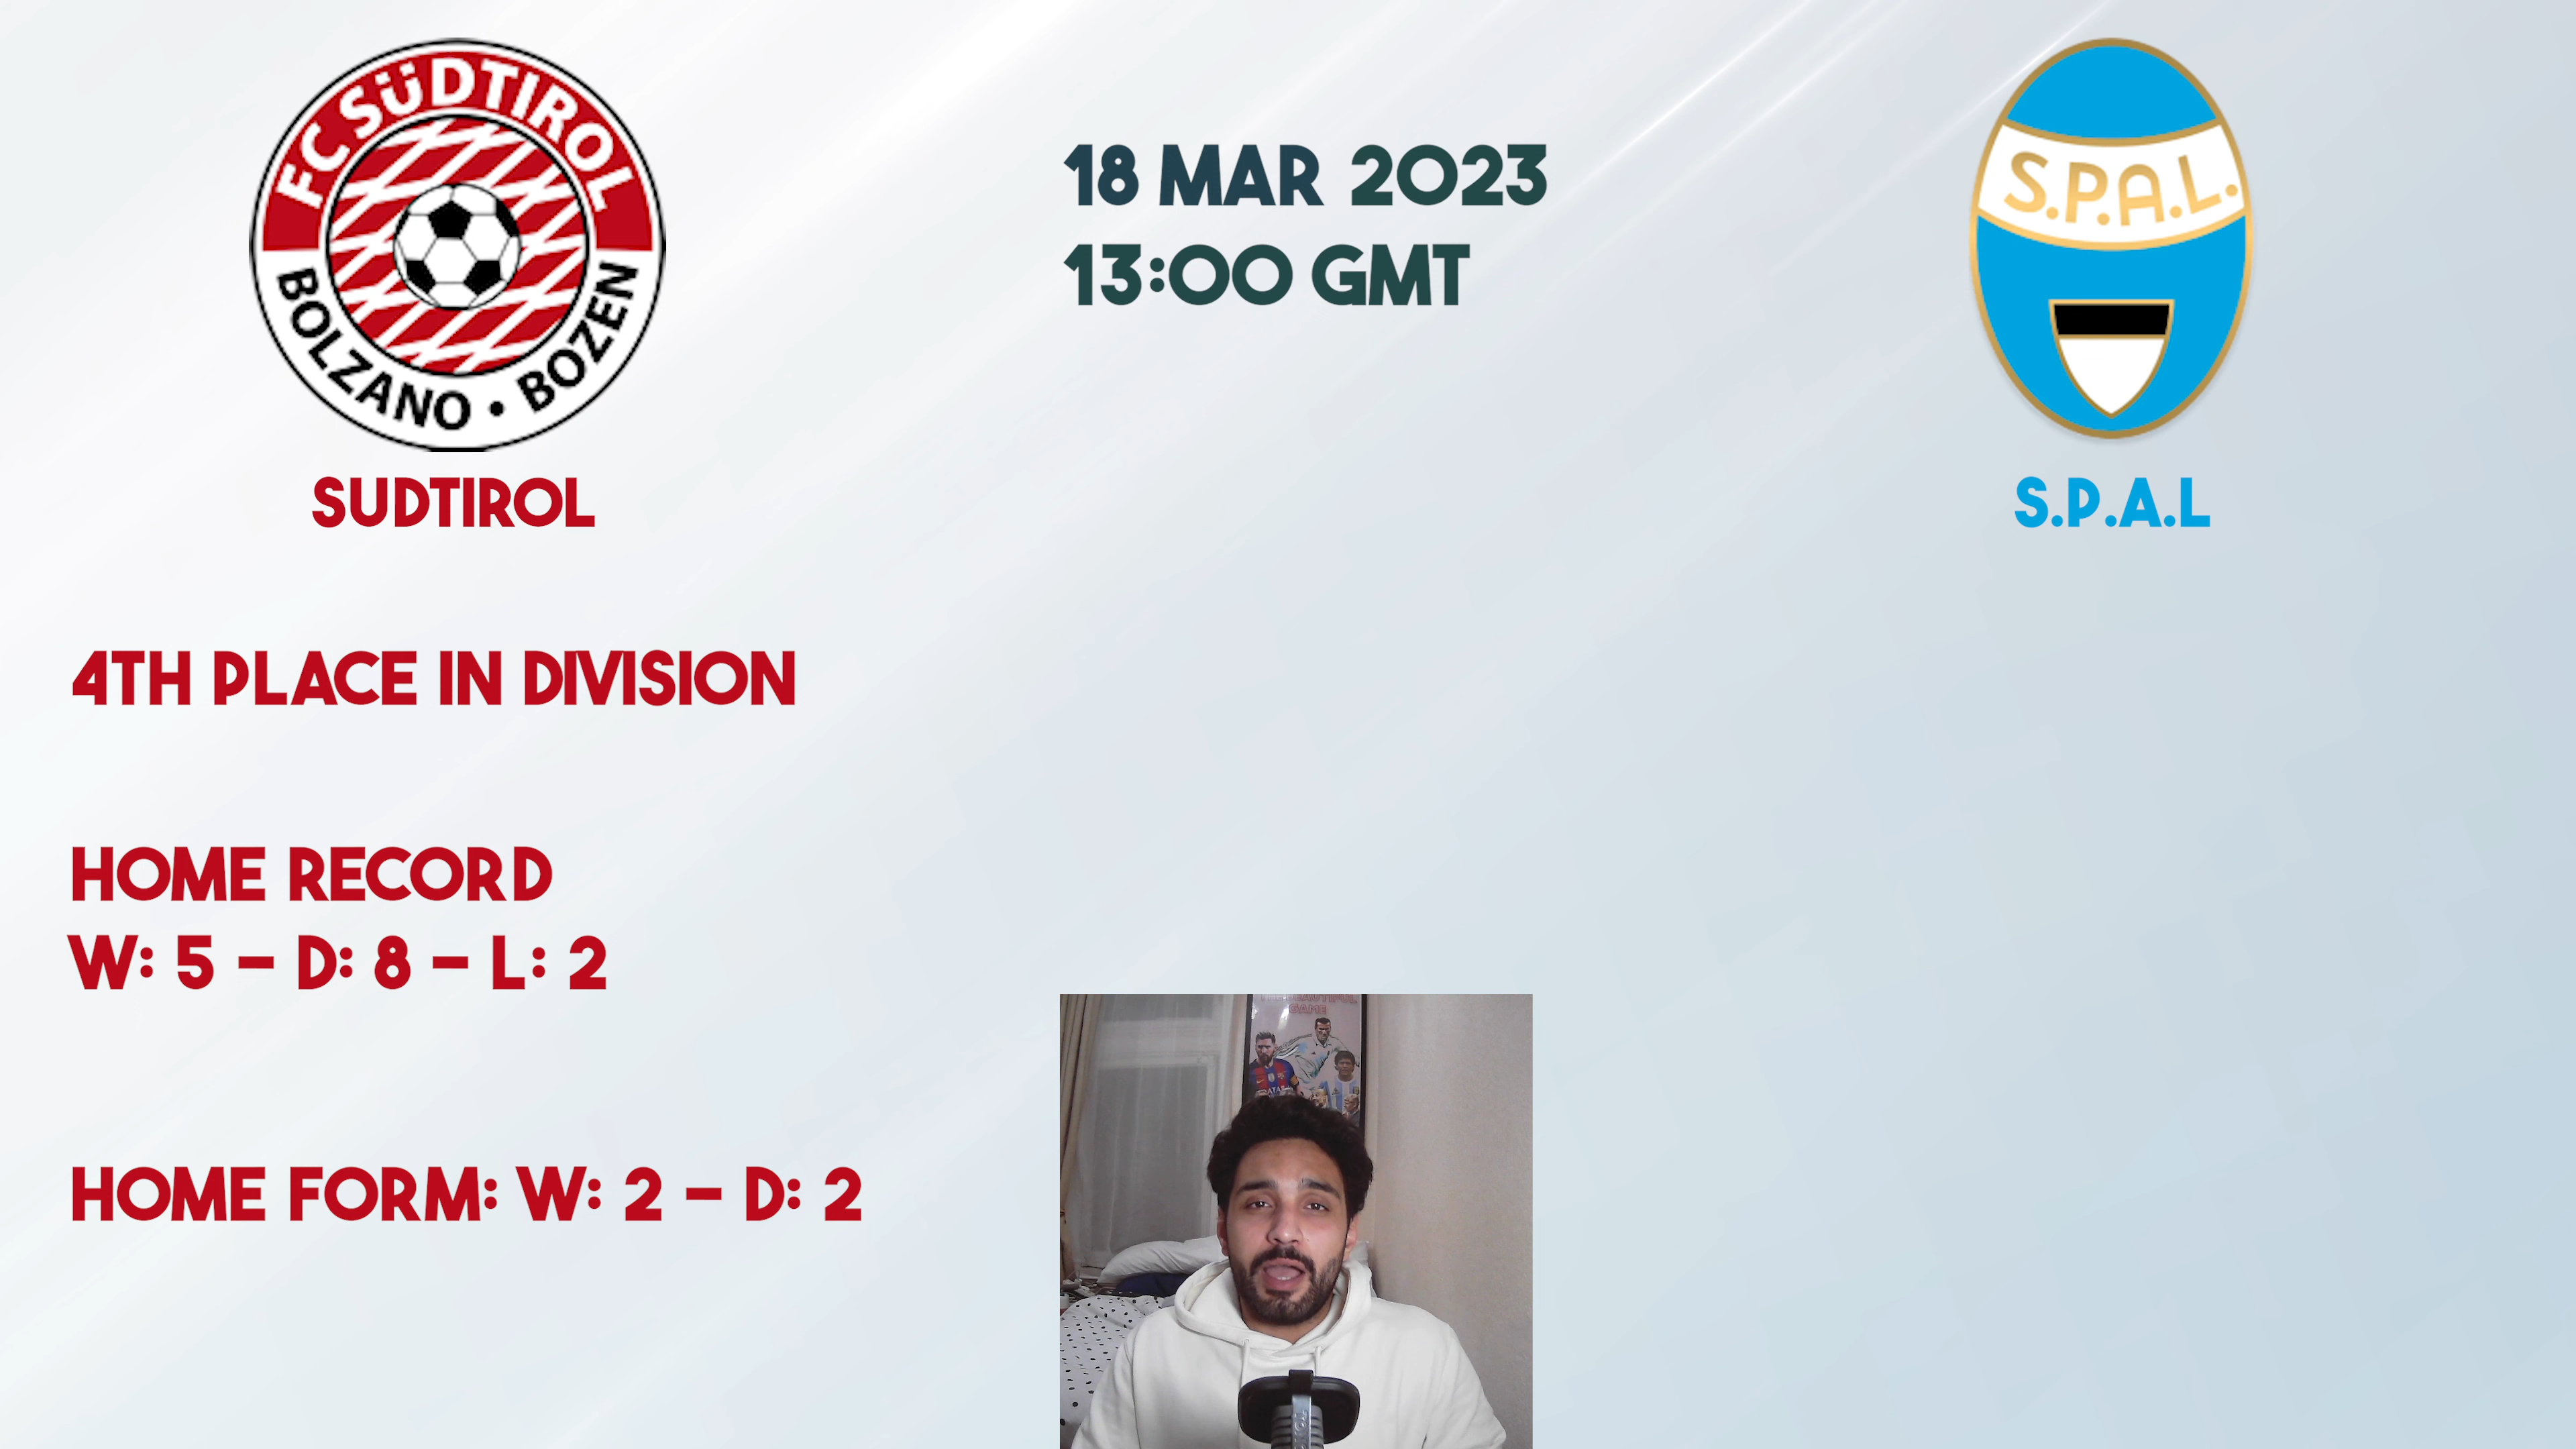 FC SüDTIROL
BOLZANO • BOZEN
SUDTIROL
18 MAR 2023
13:00 GMT
S.P.A.L.
S.P.A.L
4TH PLACE IN DIVISION
HOME RECORD
W: 5 – D: 8 – L: 2
HOME FORM: W: 2 – D: 2
GAME